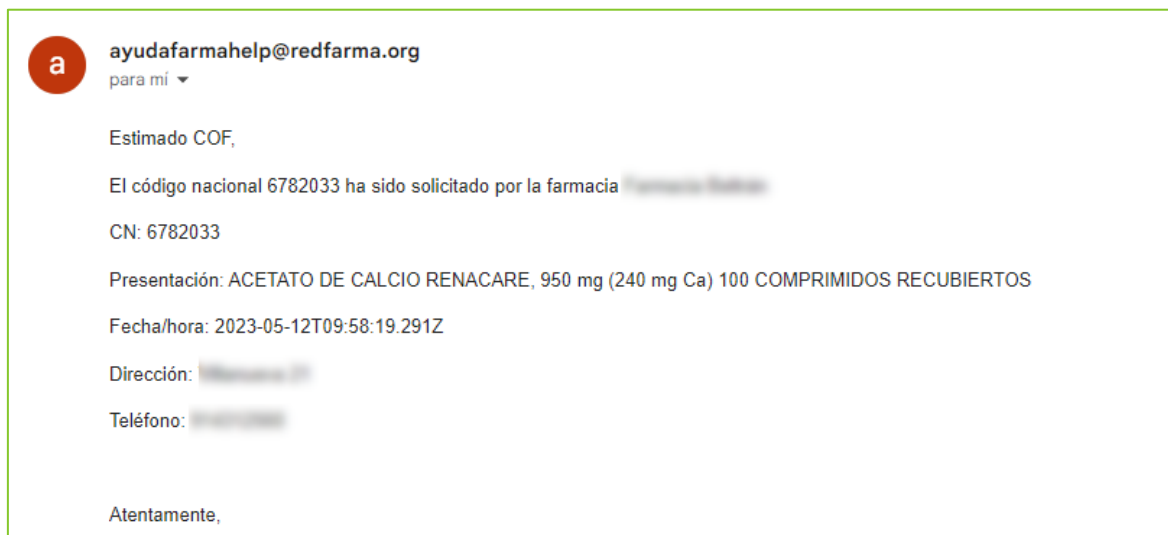 a
ayudafarmahelp@redfarma.org
para mí
Estimado COF,
El código nacional 6782033 ha sido solicitado por la farmacia
CN: 6782033
Presentación: ACETATO DE CALCIO RENACARE, 950 mg (240 mg Ca) 100 COMPRIMIDOS RECUBIERTOS
Fecha/hora: 2023-05-12T09:58:19.291Z
Dirección:
Teléfono:
Atentamente,